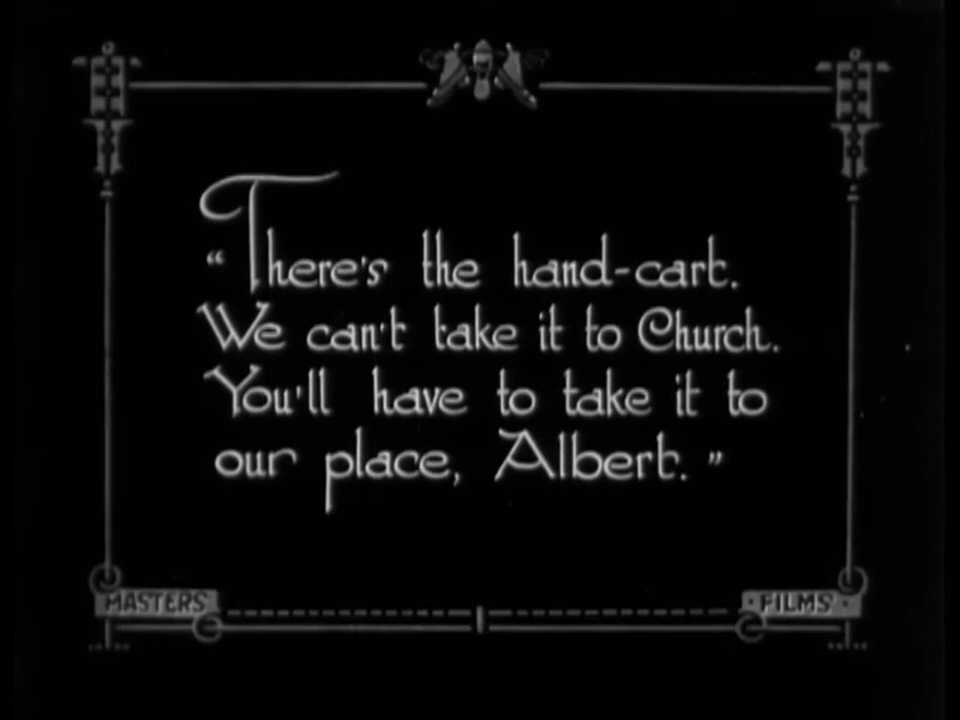 “There's the hand-cart.
We can't take it to Church.
You'll have to take it to
our place, Albert.”
MASTERS
· FILMS ·